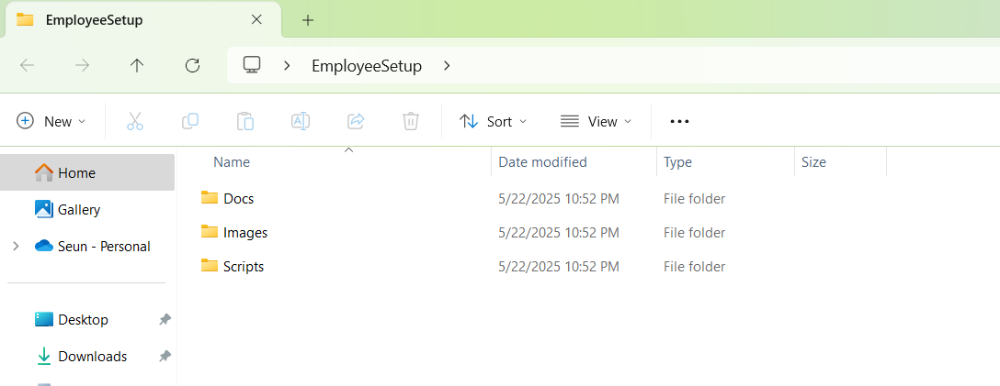 EmployeeSetup
EmployeeSetup
New
Sort
View
Name Date modified Type Size
Home
Gallery
Seun - Personal
Desktop
Downloads
Docs 5/22/2025 10:52 PM File folder
Images 5/22/2025 10:52 PM File folder
Scripts 5/22/2025 10:52 PM File folder